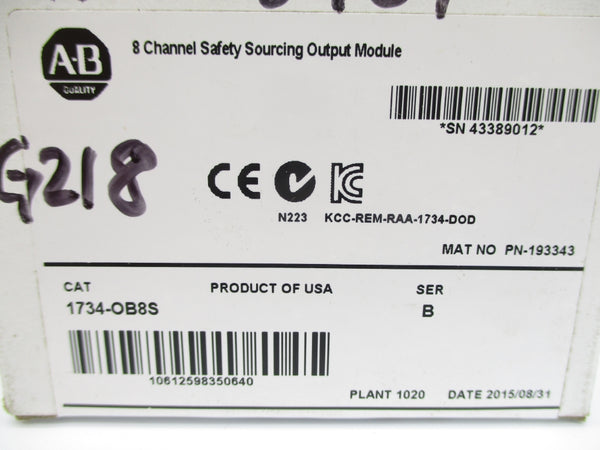 A·B
QUALITY
8 Channel Safety Sourcing Output Module
*SN 43389012*
G218
CE
N223 KCC-REM-RAA-1734-DOD
MAT NO PN-193343
CAT PRODUCT OF USA SER
1734-OB8S B
10612598350640
PLANT 1020 DATE 2015/08/31